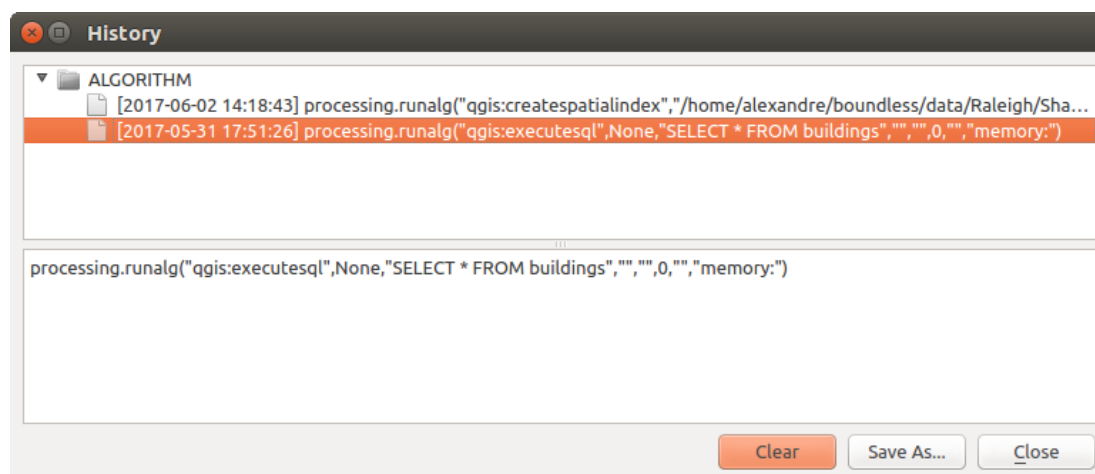 History
ALGORITHM
[2017-06-02 14:18:43] processing.runalg("qgis:createspatialindex","/home/alexandre/boundless/data/Raleigh/Sha...
[2017-05-31 17:51:26] processing.runalg("qgis:executesql",None,"SELECT * FROM buildings","","",0,"","memory:")
processing.runalg("qgis:executesql",None,"SELECT * FROM buildings","","",0,"","memory:")
Clear
Save As...
Close